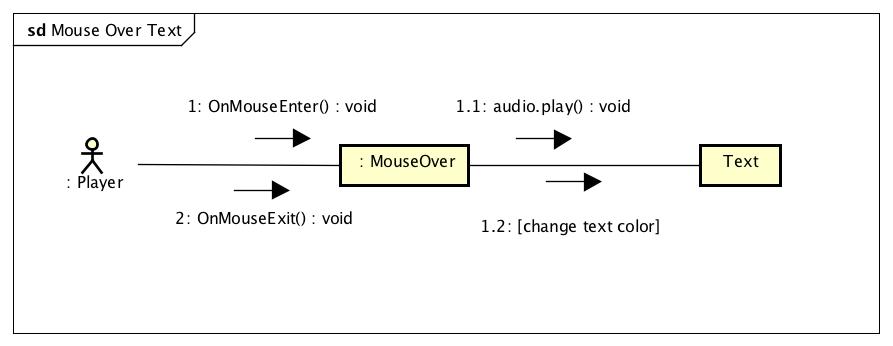 sd Mouse Over Text
1: OnMouseEnter() : void
1.1: audio.play() : void
: MouseOver
Text
: Player
2: OnMouseExit() : void
1.2: [change text color]